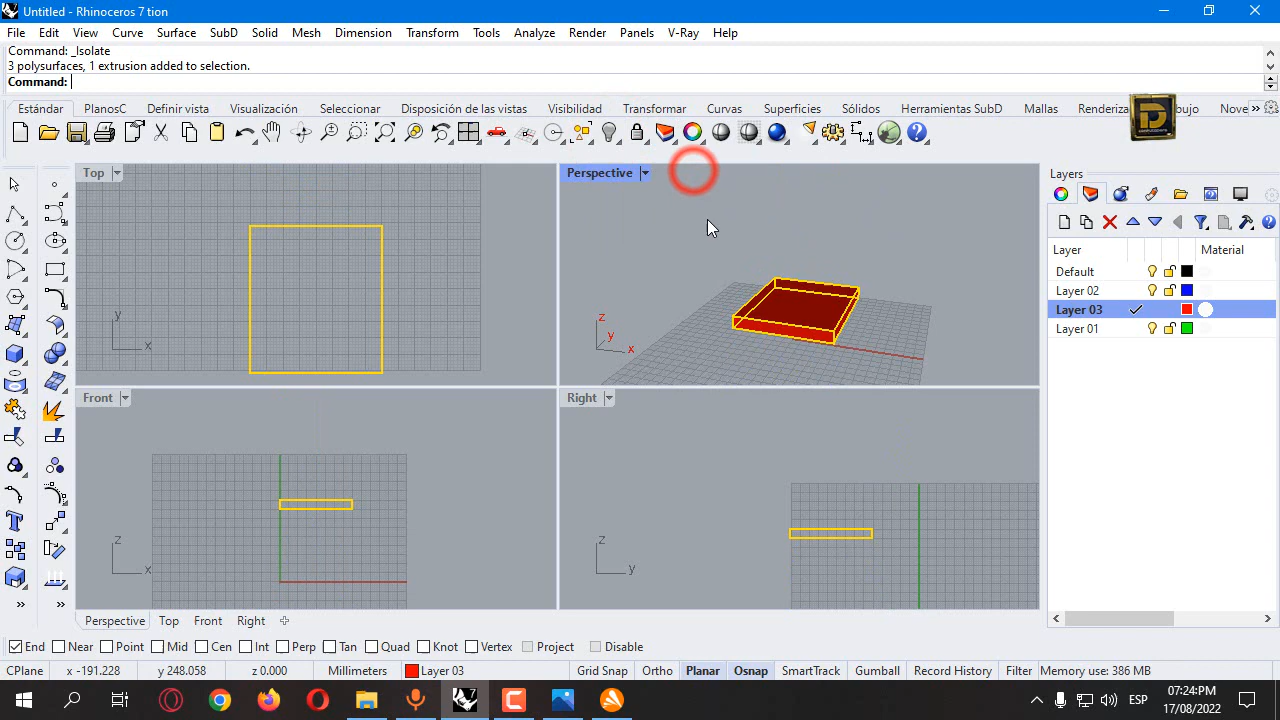 Untitled - Rhinoceros 7 tion
File Edit View Curve Surface SubD Solid Mesh Dimension Transform Tools Analyze Render Panels V-Ray Help
Command: _Isolate
3 polysurfaces, 1 extrusion added to selection.
Command:
Estándar PlanosC Definir vista Visualización Seleccionar Disposición de las vistas Visibilidad Transformar Curvas Superficies Sólidos Herramientas SubD Mallas Renderiza bujo Nove
Top
Perspective
Layers
Layer Material
Default
Layer 02
Layer 03
Layer 01
y
x
z
y
x
Front
Right
z
x
z
y
Perspective Top Front Right
End Near Point Mid Cen Int Perp Tan Quad Knot Vertex Project Disable
CPlane x -191.228 y 248.058 z 0.000 Millimeters Layer 03 Grid Snap Ortho Planar Osnap SmartTrack Gumball Record History Filter Memory use: 386 MB
ESP
07:24 PM
17/08/2022